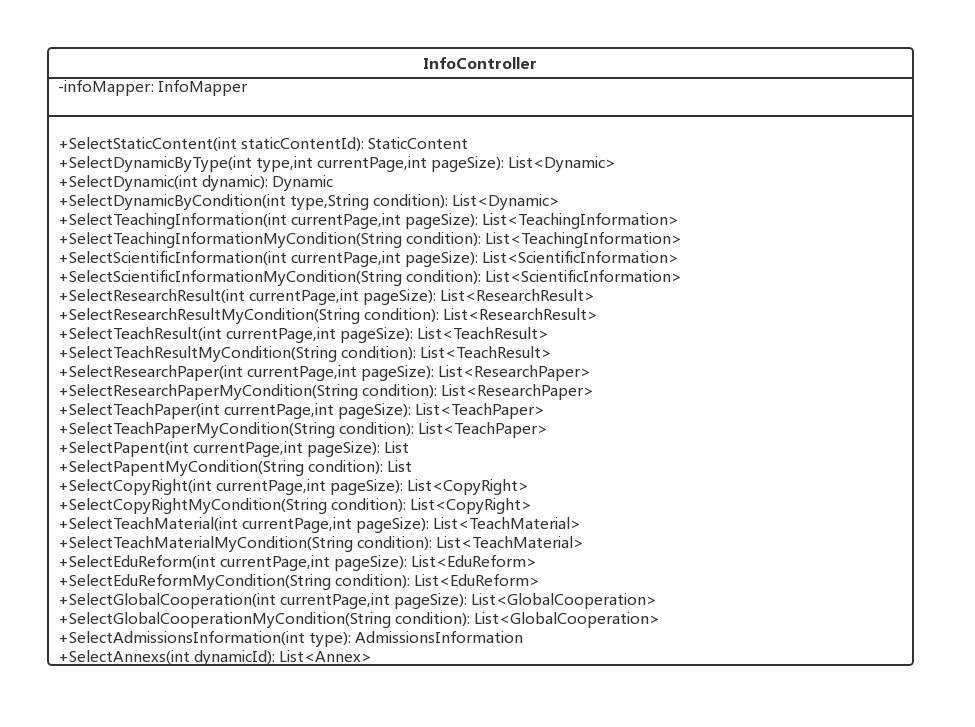 InfoController
-infoMapper: InfoMapper
+SelectStaticContent(int staticContentId): StaticContent
+SelectDynamicByType(int type,int currentPage,int pageSize): List<Dynamic>
+SelectDynamic(int dynamic): Dynamic
+SelectDynamicByCondition(int type,String condition): List<Dynamic>
+SelectTeachingInformation(int currentPage,int pageSize): List<TeachingInformation>
+SelectTeachingInformationMyCondition(String condition): List<TeachingInformation>
+SelectScientificInformation(int currentPage,int pageSize): List<ScientificInformation>
+SelectScientificInformationMyCondition(String condition): List<ScientificInformation>
+SelectResearchResult(int currentPage,int pageSize): List<ResearchResult>
+SelectResearchResultMyCondition(String condition): List<ResearchResult>
+SelectTeachResult(int currentPage,int pageSize): List<TeachResult>
+SelectTeachResultMyCondition(String condition): List<TeachResult>
+SelectResearchPaper(int currentPage,int pageSize): List<ResearchPaper>
+SelectResearchPaperMyCondition(String condition): List<ResearchPaper>
+SelectTeachPaper(int currentPage,int pageSize): List<TeachPaper>
+SelectTeachPaperMyCondition(String condition): List<TeachPaper>
+SelectPapent(int currentPage,int pageSize): List
+SelectPapentMyCondition(String condition): List
+SelectCopyRight(int currentPage,int pageSize): List<CopyRight>
+SelectCopyRightMyCondition(String condition): List<CopyRight>
+SelectTeachMaterial(int currentPage,int pageSize): List<TeachMaterial>
+SelectTeachMaterialMyCondition(String condition): List<TeachMaterial>
+SelectEduReform(int currentPage,int pageSize): List<EduReform>
+SelectEduReformMyCondition(String condition): List<EduReform>
+SelectGlobalCooperation(int currentPage,int pageSize): List<GlobalCooperation>
+SelectGlobalCooperationMyCondition(String condition): List<GlobalCooperation>
+SelectAdmissionsInformation(int type): AdmissionsInformation
+SelectAnnexs(int dynamicId): List<Annex>